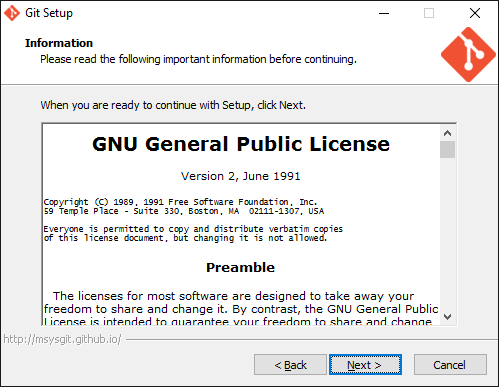 Git Setup
Information
Please read the following important information before continuing.
When you are ready to continue with Setup, click Next.
GNU General Public License
Version 2, June 1991
Copyright (C) 1989, 1991 Free Software Foundation, Inc.
59 Temple Place - Suite 330, Boston, MA  02111-1307, USA
Everyone is permitted to copy and distribute verbatim copies
of this license document, but changing it is not allowed.
Preamble
The licenses for most software are designed to take away your
freedom to share and change it. By contrast, the GNU General Public
License is intended to guarantee your freedom to share and change
http://msysgit.github.io/
< Back
Next >
Cancel